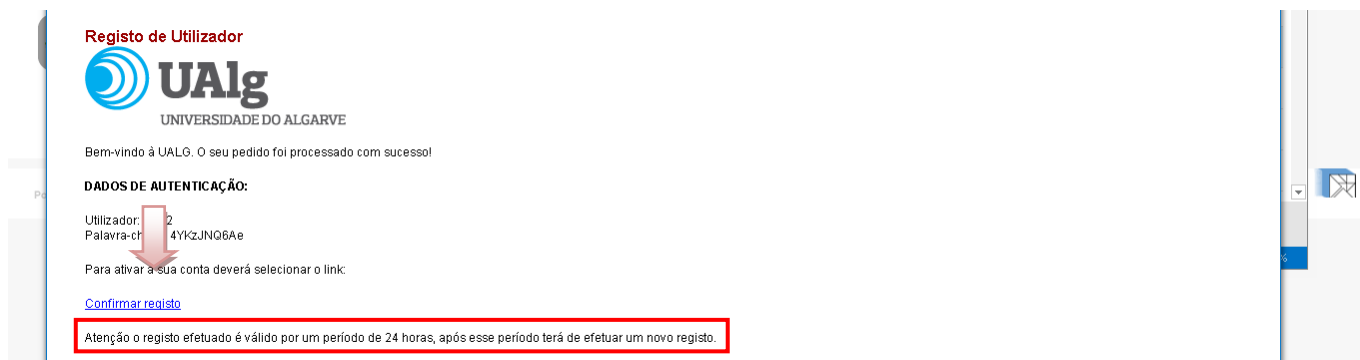 Registo de Utilizador
UAlg
UNIVERSIDADE DO ALGARVE
Bem-vindo à UALG. O seu pedido foi processado com sucesso!
DADOS DE AUTENTICAÇÃO:
Utilizador: 2
4YKzJNQ6Ae
Para ativar a sua conta deverá selecionar o link:
Confirmar registo
Atenção o registo efetuado é válido por um período de 24 horas, após esse período terá de efetuar um novo registo.